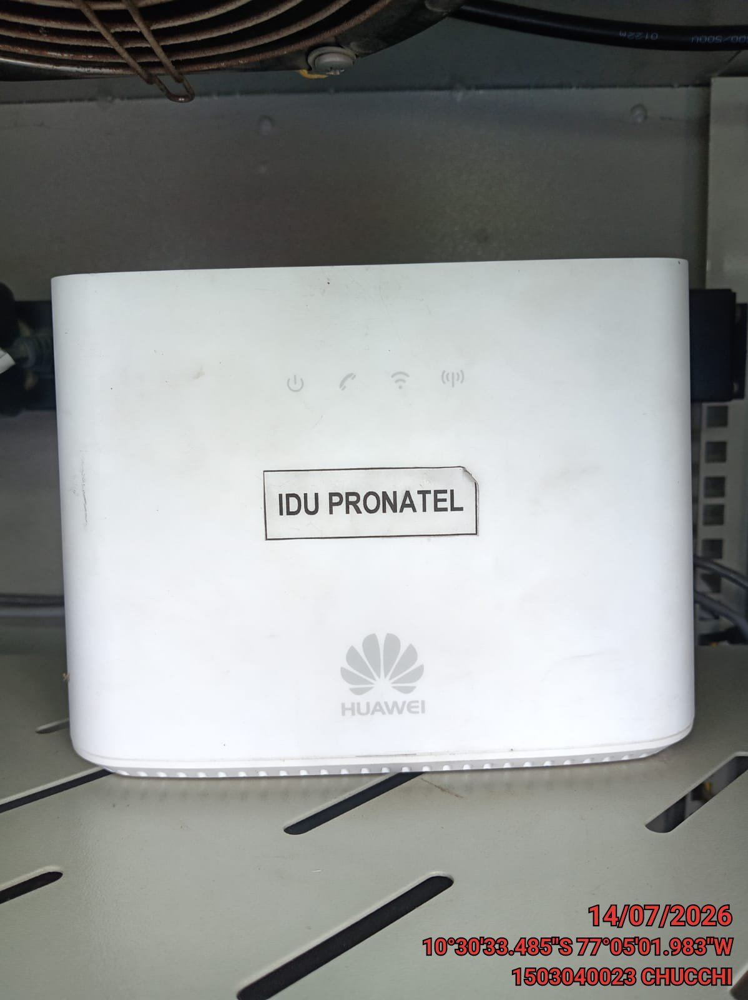 IDU PRONATEL
HUAWEI
14/07/2026
10°30'33.485"S 77°05'01.983"W
1503040023 CHUCCHI